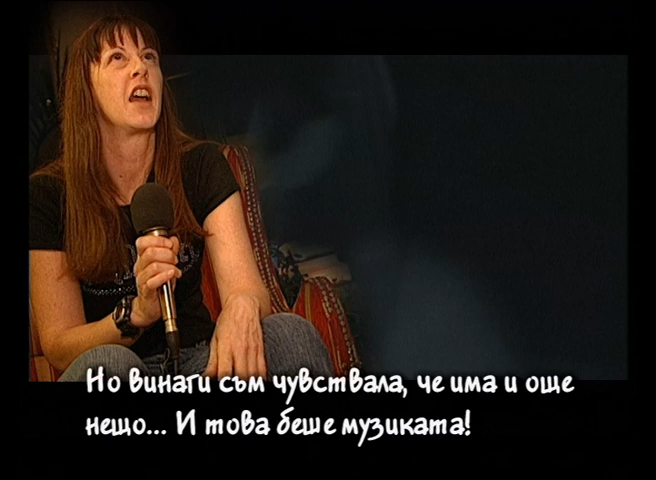 Но винаги съм чувствала, че има и още
нещо... И това беше музиката!